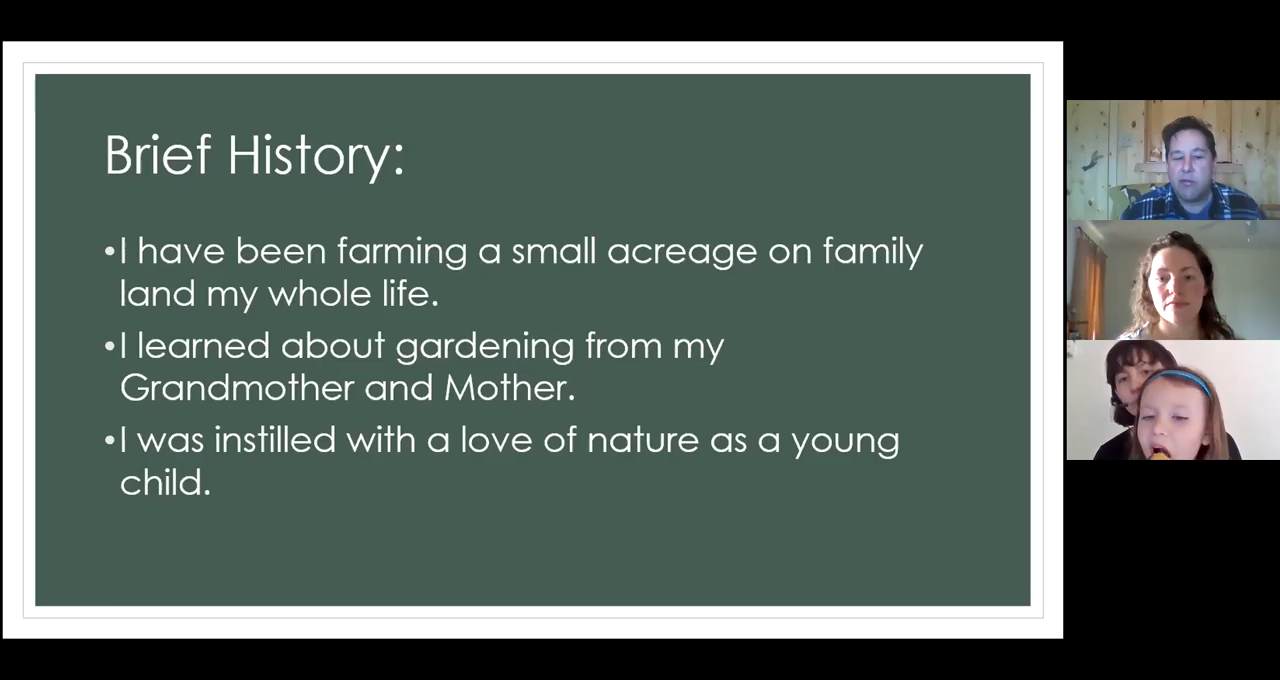 Brief History:
•I have been farming a small acreage on family
land my whole life.
•I learned about gardening from my
Grandmother and Mother.
•I was instilled with a love of nature as a young
child.